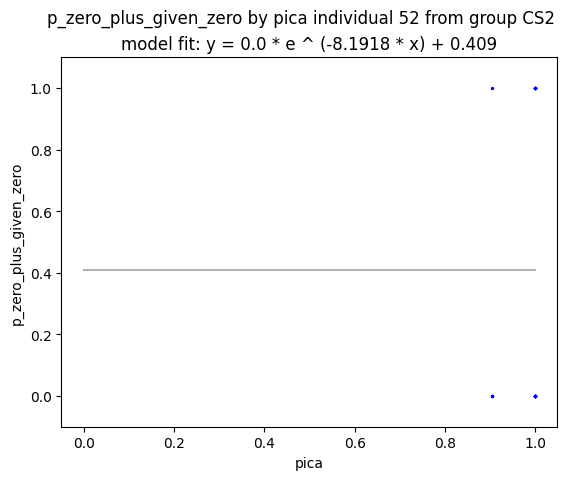 p_zero_plus_given_zero by pica individual 52 from group CS2
model fit: y = 0.0 * e ^ (-8.1918 * x) + 0.409
1.0
0.8
0.6
0.4
0.2
0.0
p_zero_plus_given_zero
0.0 0.2 0.4 0.6 0.8 1.0
pica